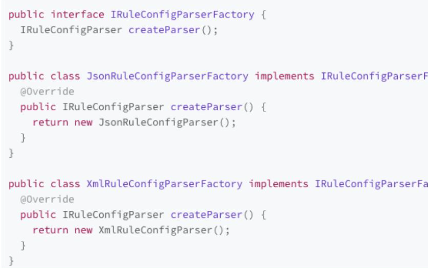 public interface IRuleConfigParserFactory {
  IRuleConfigParser createParser();
}

public class JsonRuleConfigParserFactory implements IRuleConfigParserF
  @Override
  public IRuleConfigParser createParser() {
    return new JsonRuleConfigParser();
  }
}

public class XmlRuleConfigParserFactory implements IRuleConfigParserFa
  @Override
  public IRuleConfigParser createParser() {
    return new XmlRuleConfigParser();
  }
}